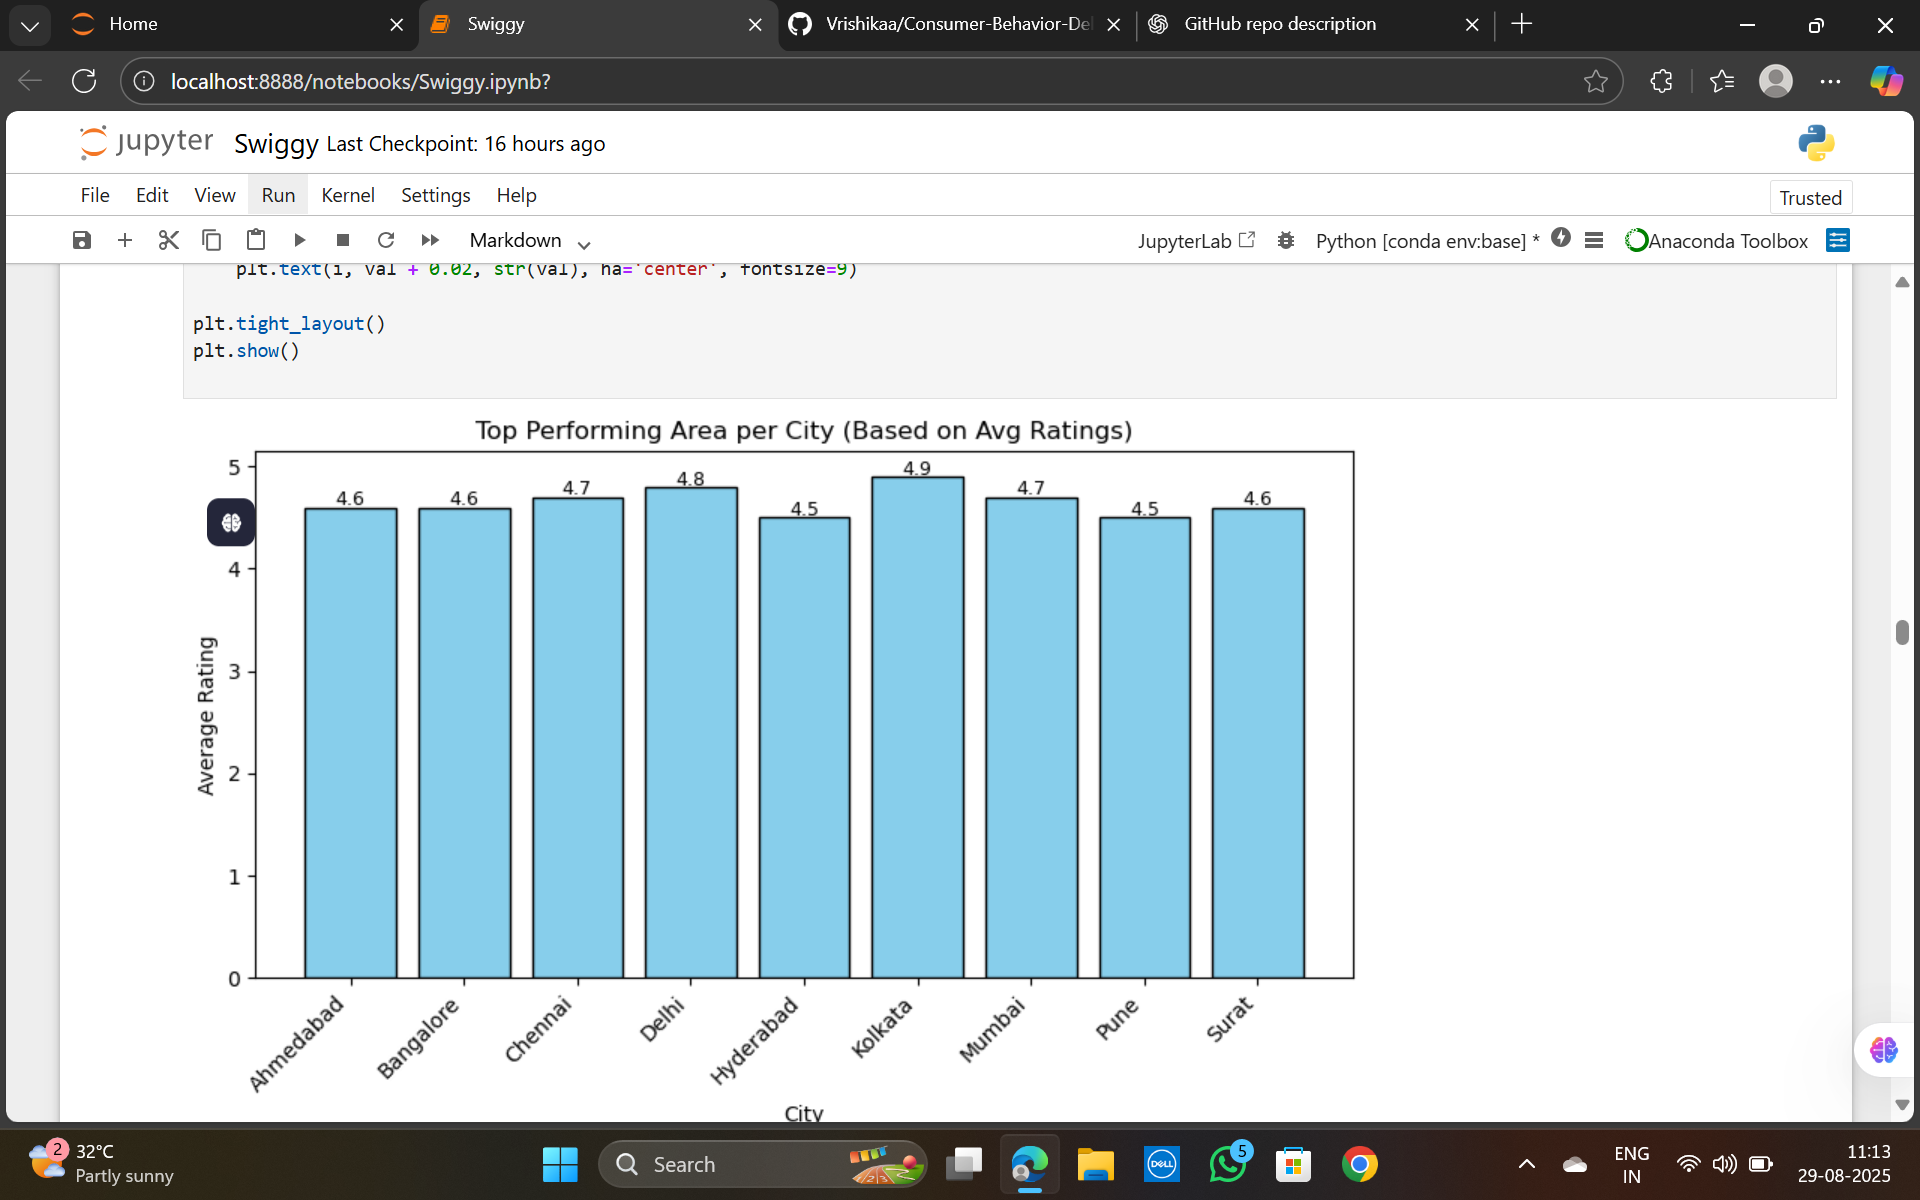 Home
Swiggy
Vrishikaa/Consumer-Behavior-De
GitHub repo description
localhost:8888/notebooks/Swiggy.ipynb?
jupyter Swiggy Last Checkpoint: 16 hours ago
File Edit View Run Kernel Settings Help
Trusted
Markdown
JupyterLab
Python [conda env:base] *
Anaconda Toolbox
plt.text(i, val + 0.02, str(val), ha='center', fontsize=9)
plt.tight_layout()
plt.show()
Top Performing Area per City (Based on Avg Ratings)
5
4
3
2
1
0
Average Rating
4.6
4.6
4.7
4.8
4.5
4.9
4.7
4.5
4.6
Ahmedabad
Bangalore
Chennai
Delhi
Hyderabad
Kolkata
Mumbai
Pune
Surat
City
2
32°C
Partly sunny
Search
DELL
5
ENG
IN
11:13
29-08-2025